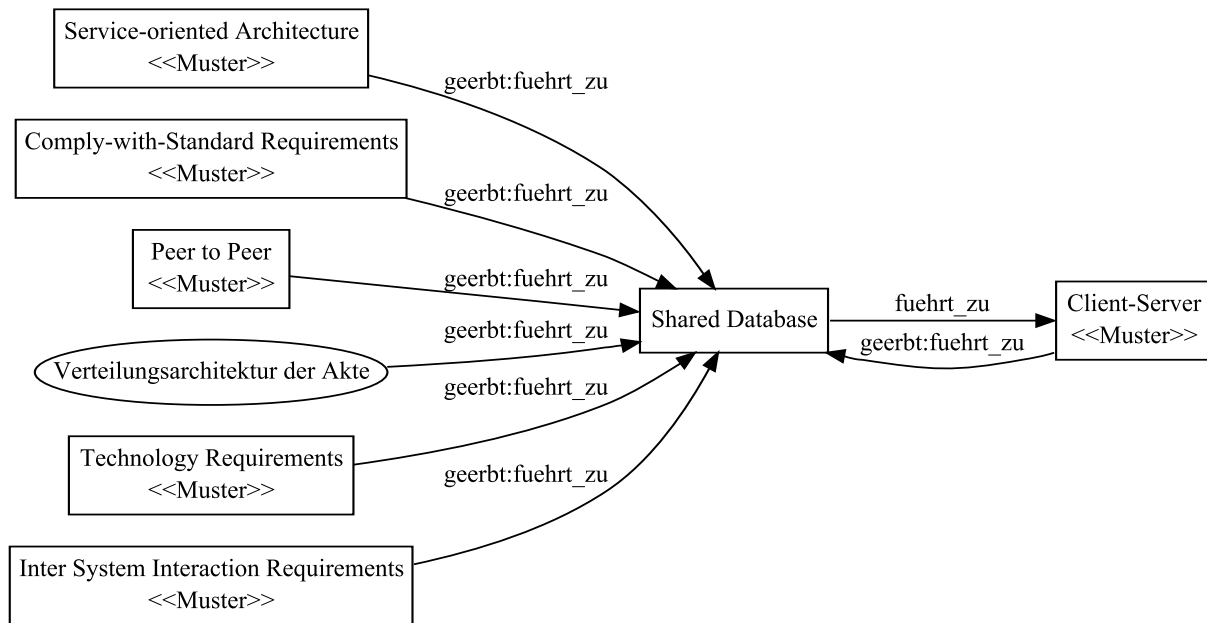 Service-oriented Architecture
<<Muster>>
geerbt:fuehrt_zu
Comply-with-Standard Requirements
<<Muster>>
geerbt:fuehrt_zu
Peer to Peer
<<Muster>>
geerbt:fuehrt_zu
Verteilungsarchitektur der Akte
geerbt:fuehrt_zu
Technology Requirements
<<Muster>>
geerbt:fuehrt_zu
Inter System Interaction Requirements
<<Muster>>
geerbt:fuehrt_zu
Shared Database
fuehrt_zu
geerbt:fuehrt_zu
Client-Server
<<Muster>>